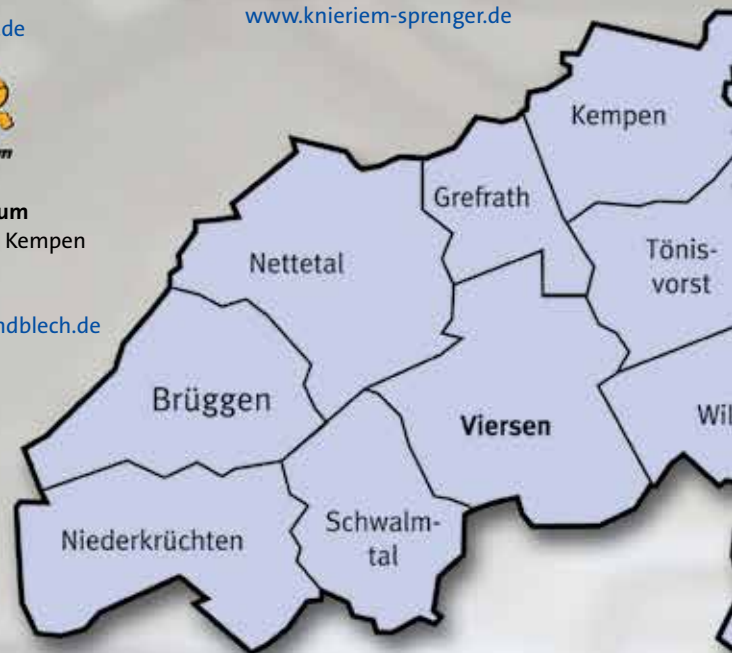 www.knieriem-sprenger.de
de
um
Kempen
ndblech.de
Kempen
Grefrath
Nettetal
Tönis-
vorst
Brüggen
Viersen
Wil
Schwalm-
tal
Niederkrüchten